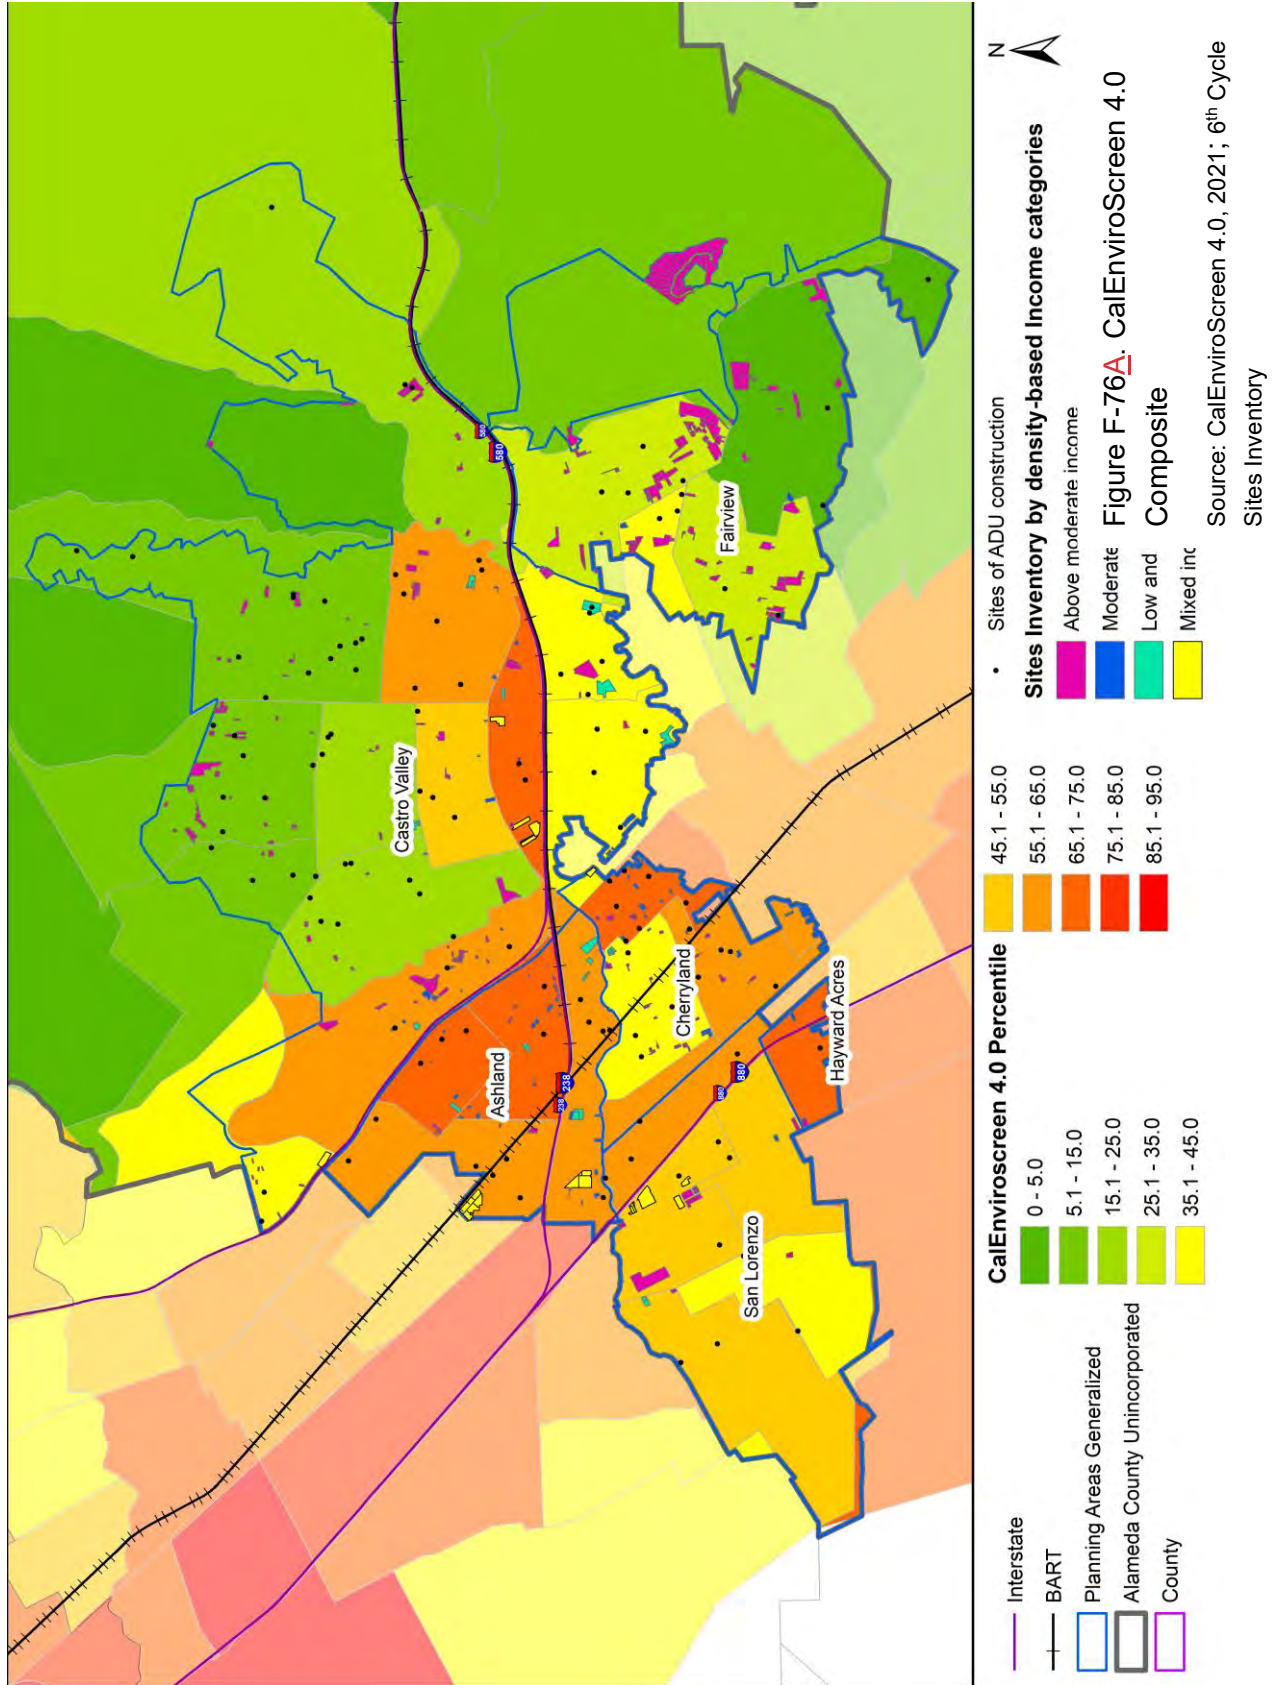 Castro Valley
Fairview
Ashland
Cherryland
San Lorenzo
Hayward Acres
580
580
238
238
880
880
Interstate
BART
Planning Areas Generalized
Alameda County Unincorporated
County
CalEnviroscreen 4.0 Percentile
0 - 5.0
5.1 - 15.0
15.1 - 25.0
25.1 - 35.0
35.1 - 45.0
45.1 - 55.0
55.1 - 65.0
65.1 - 75.0
75.1 - 85.0
85.1 - 95.0
Sites of ADU construction
Sites Inventory by density-based Income categories
Above moderate income
Moderate
Low and
Mixed inc
N
Figure F-76A. CalEnviroScreen 4.0
Composite
Source: CalEnviroScreen 4.0, 2021; 6th Cycle
Sites Inventory